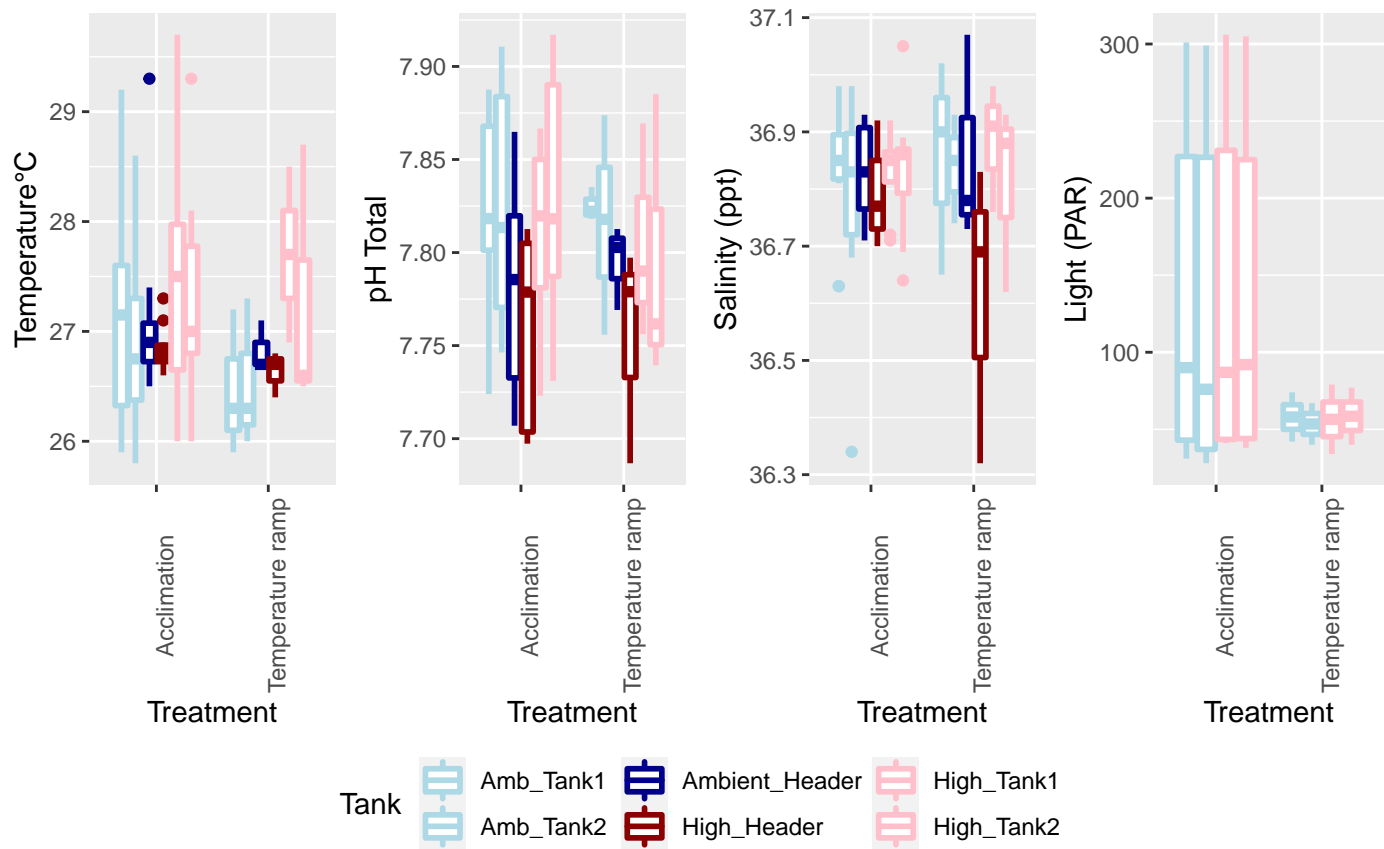 Temperature°C
29
28
27
26
Acclimation
Temperature ramp
Treatment
pH Total
7.90
7.85
7.80
7.75
7.70
Acclimation
Temperature ramp
Treatment
Salinity (ppt)
37.1
36.9
36.7
36.5
36.3
Acclimation
Temperature ramp
Treatment
Light (PAR)
300
200
100
Acclimation
Temperature ramp
Treatment
Tank
Amb_Tank1
Amb_Tank2
Ambient_Header
High_Header
High_Tank1
High_Tank2